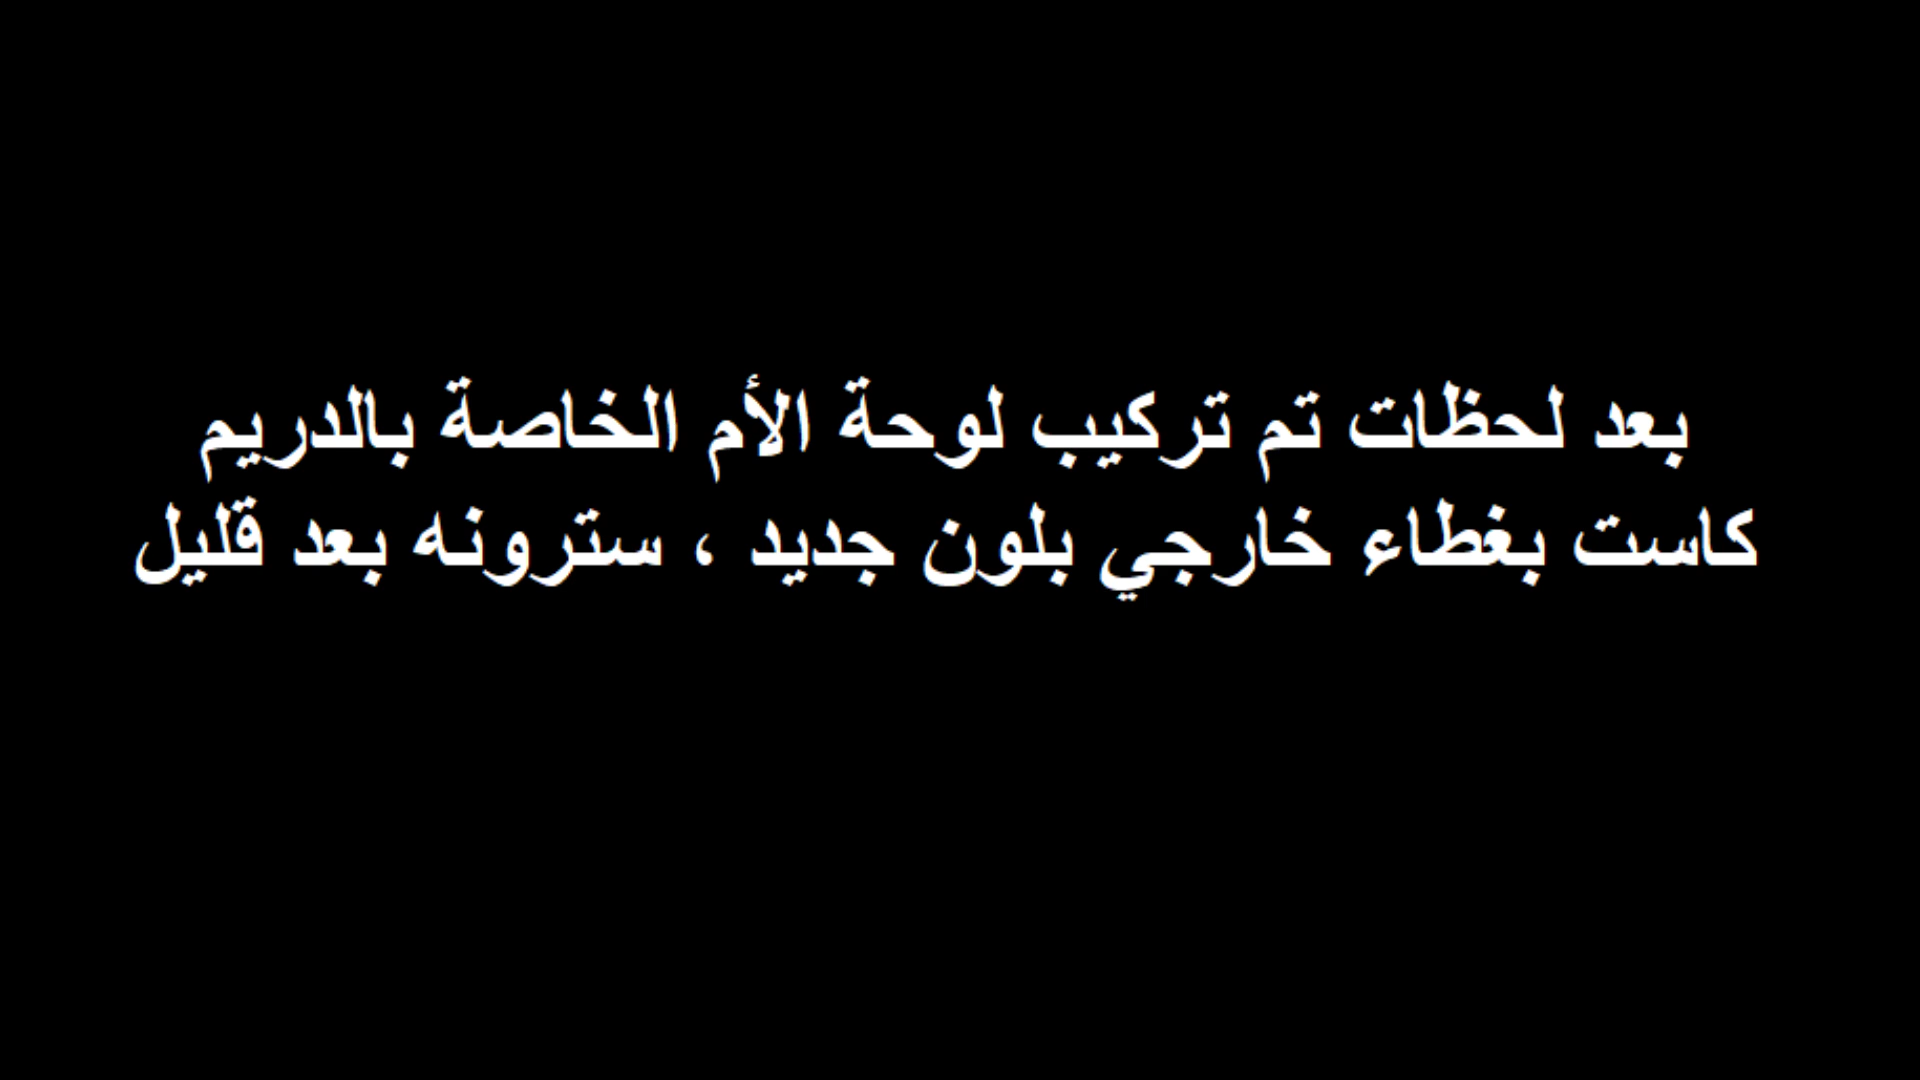 بعد لحظات تم تركيب لوحة الأم الخاصة بالدريم
كاست بغطاء خارجي بلون جديد ، سترونه بعد قليل